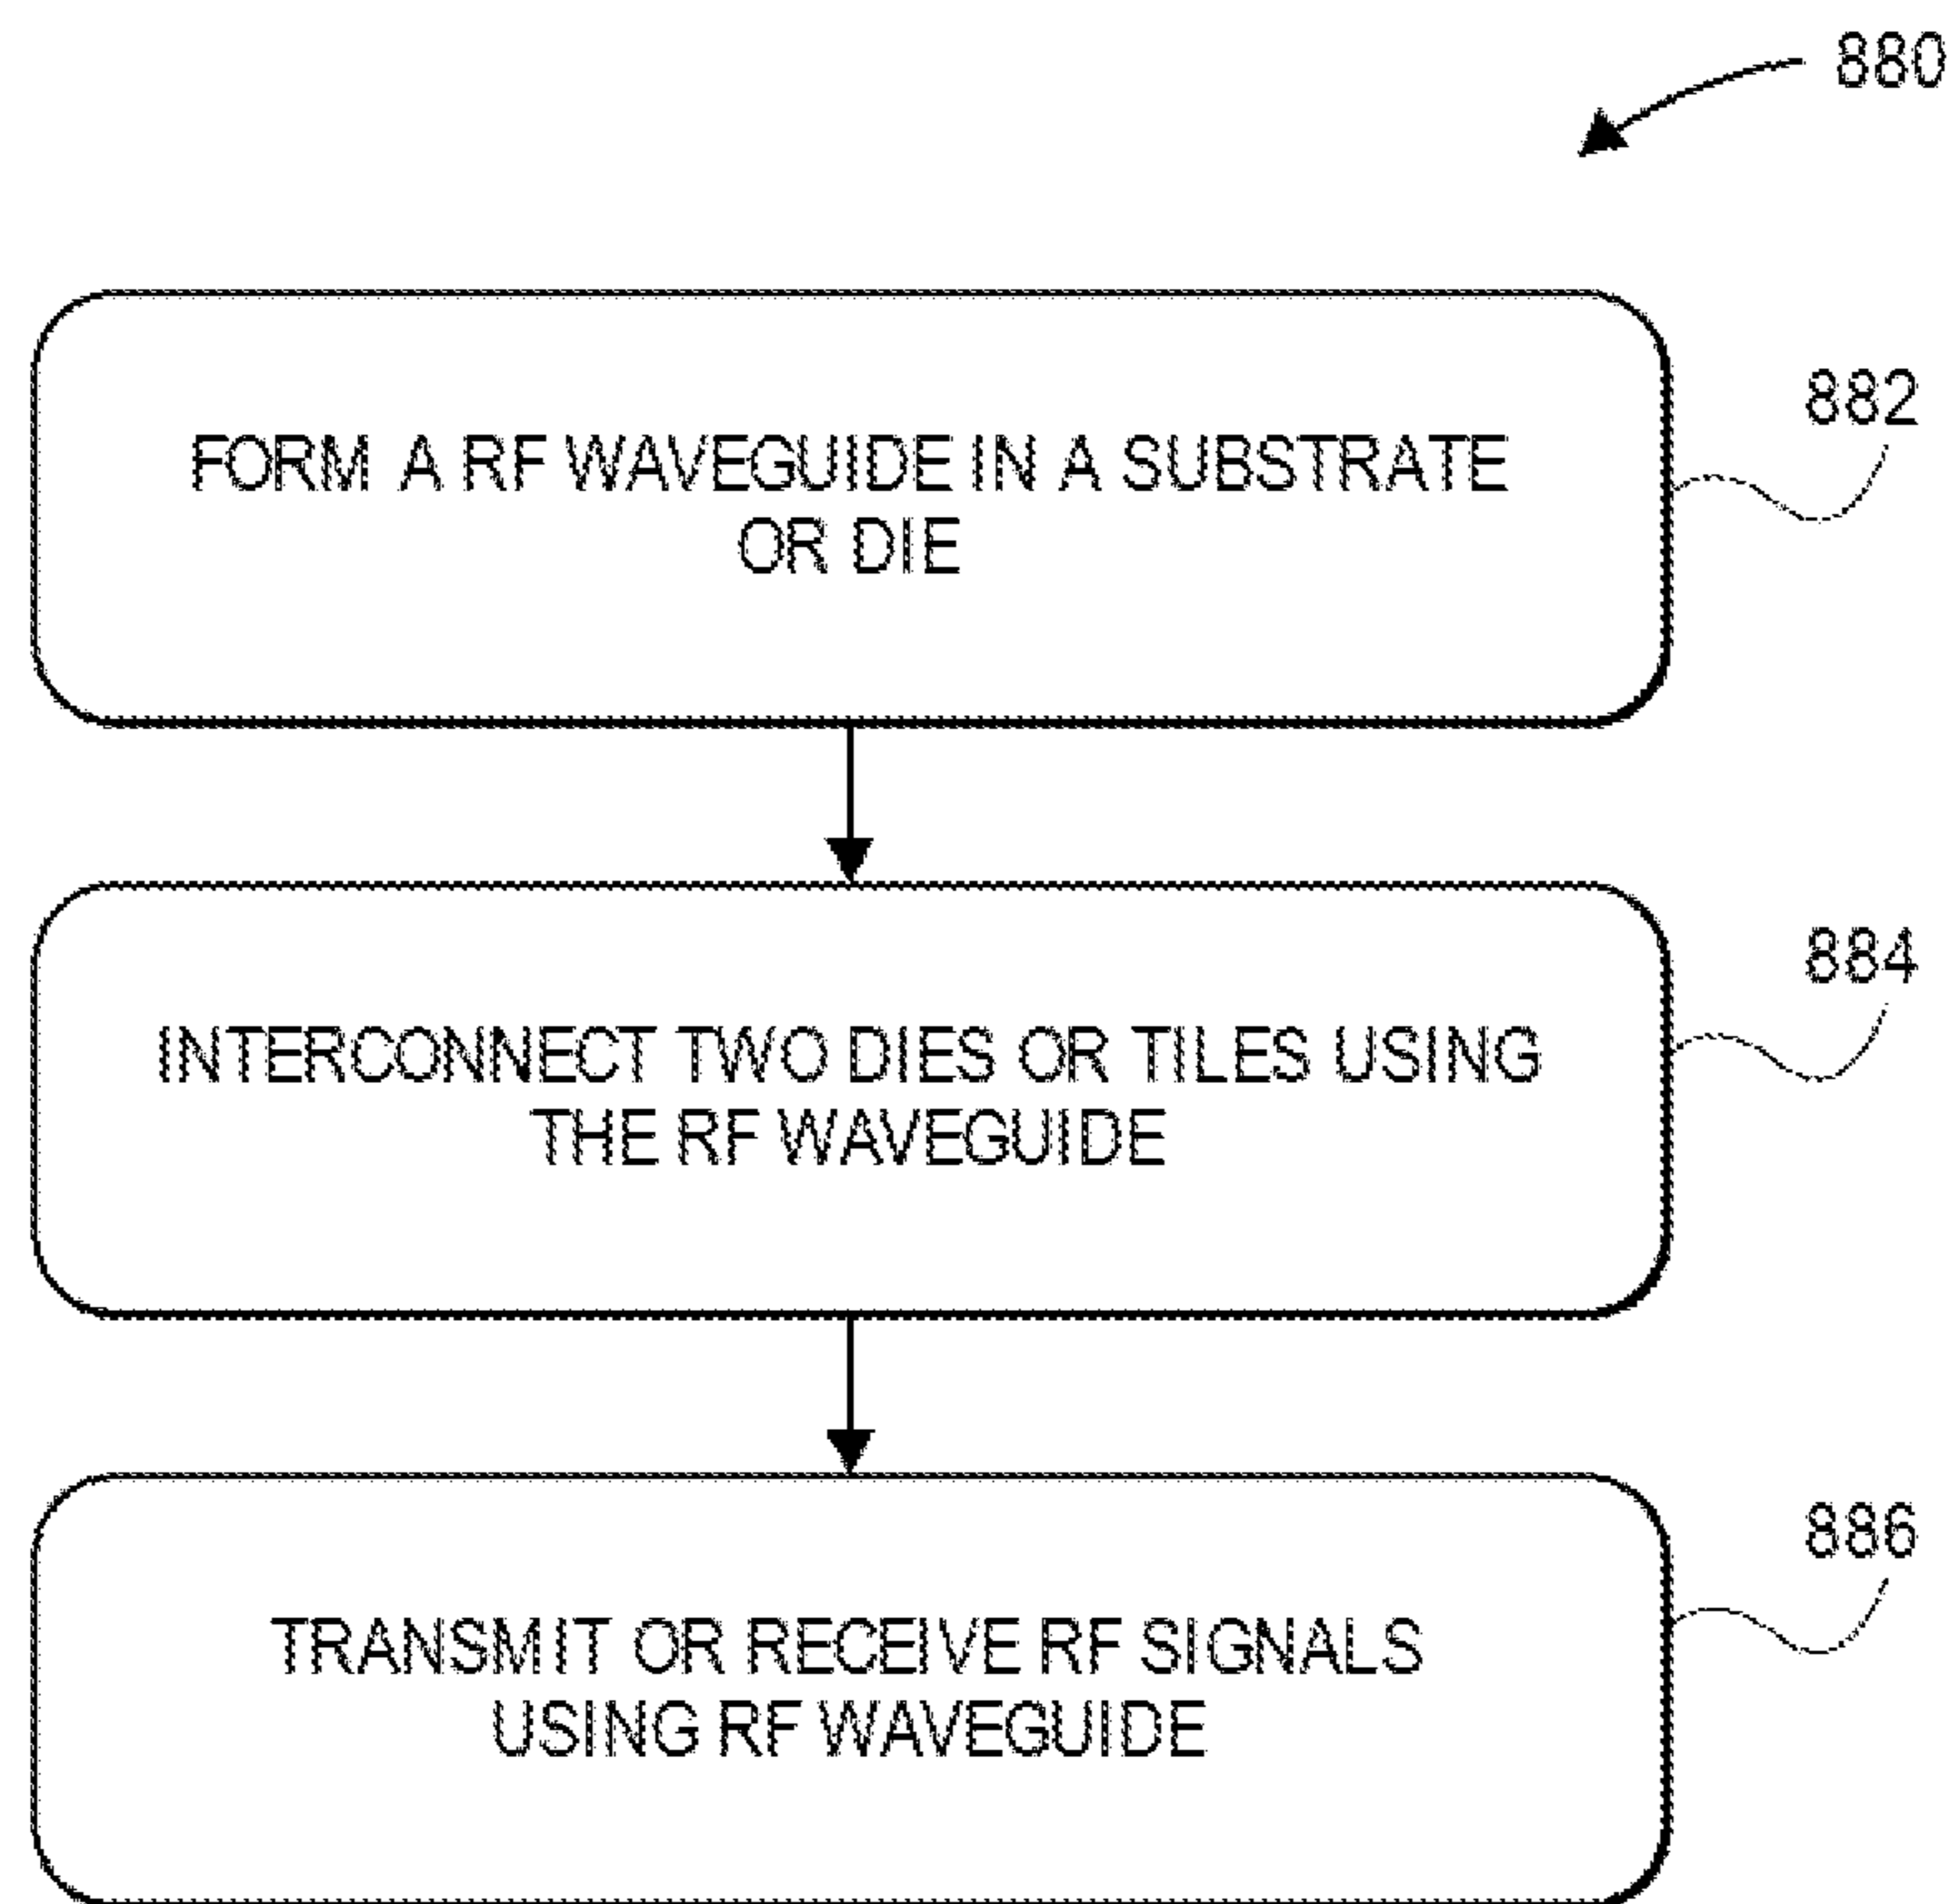 880
FORM A RF WAVEGUIDE IN A SUBSTRATE
OR DIE
882
INTERCONNECT TWO DIES OR TILES USING
THE RF WAVEGUIDE
884
TRANSMIT OR RECEIVE RF SIGNALS
USING RF WAVEGUIDE
886